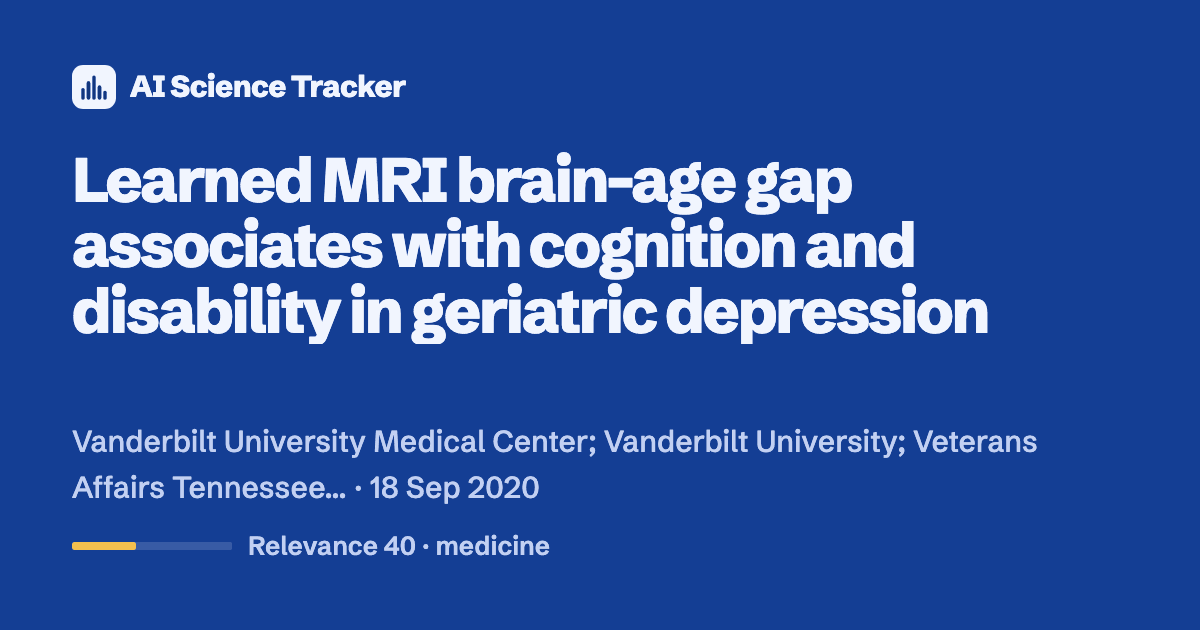 AI Science Tracker
Learned MRI brain-age gap
associates with cognition and
disability in geriatric depression
Vanderbilt University Medical Center; Vanderbilt University; Veterans
Affairs Tennessee... · 18 Sep 2020
Relevance 40 · medicine